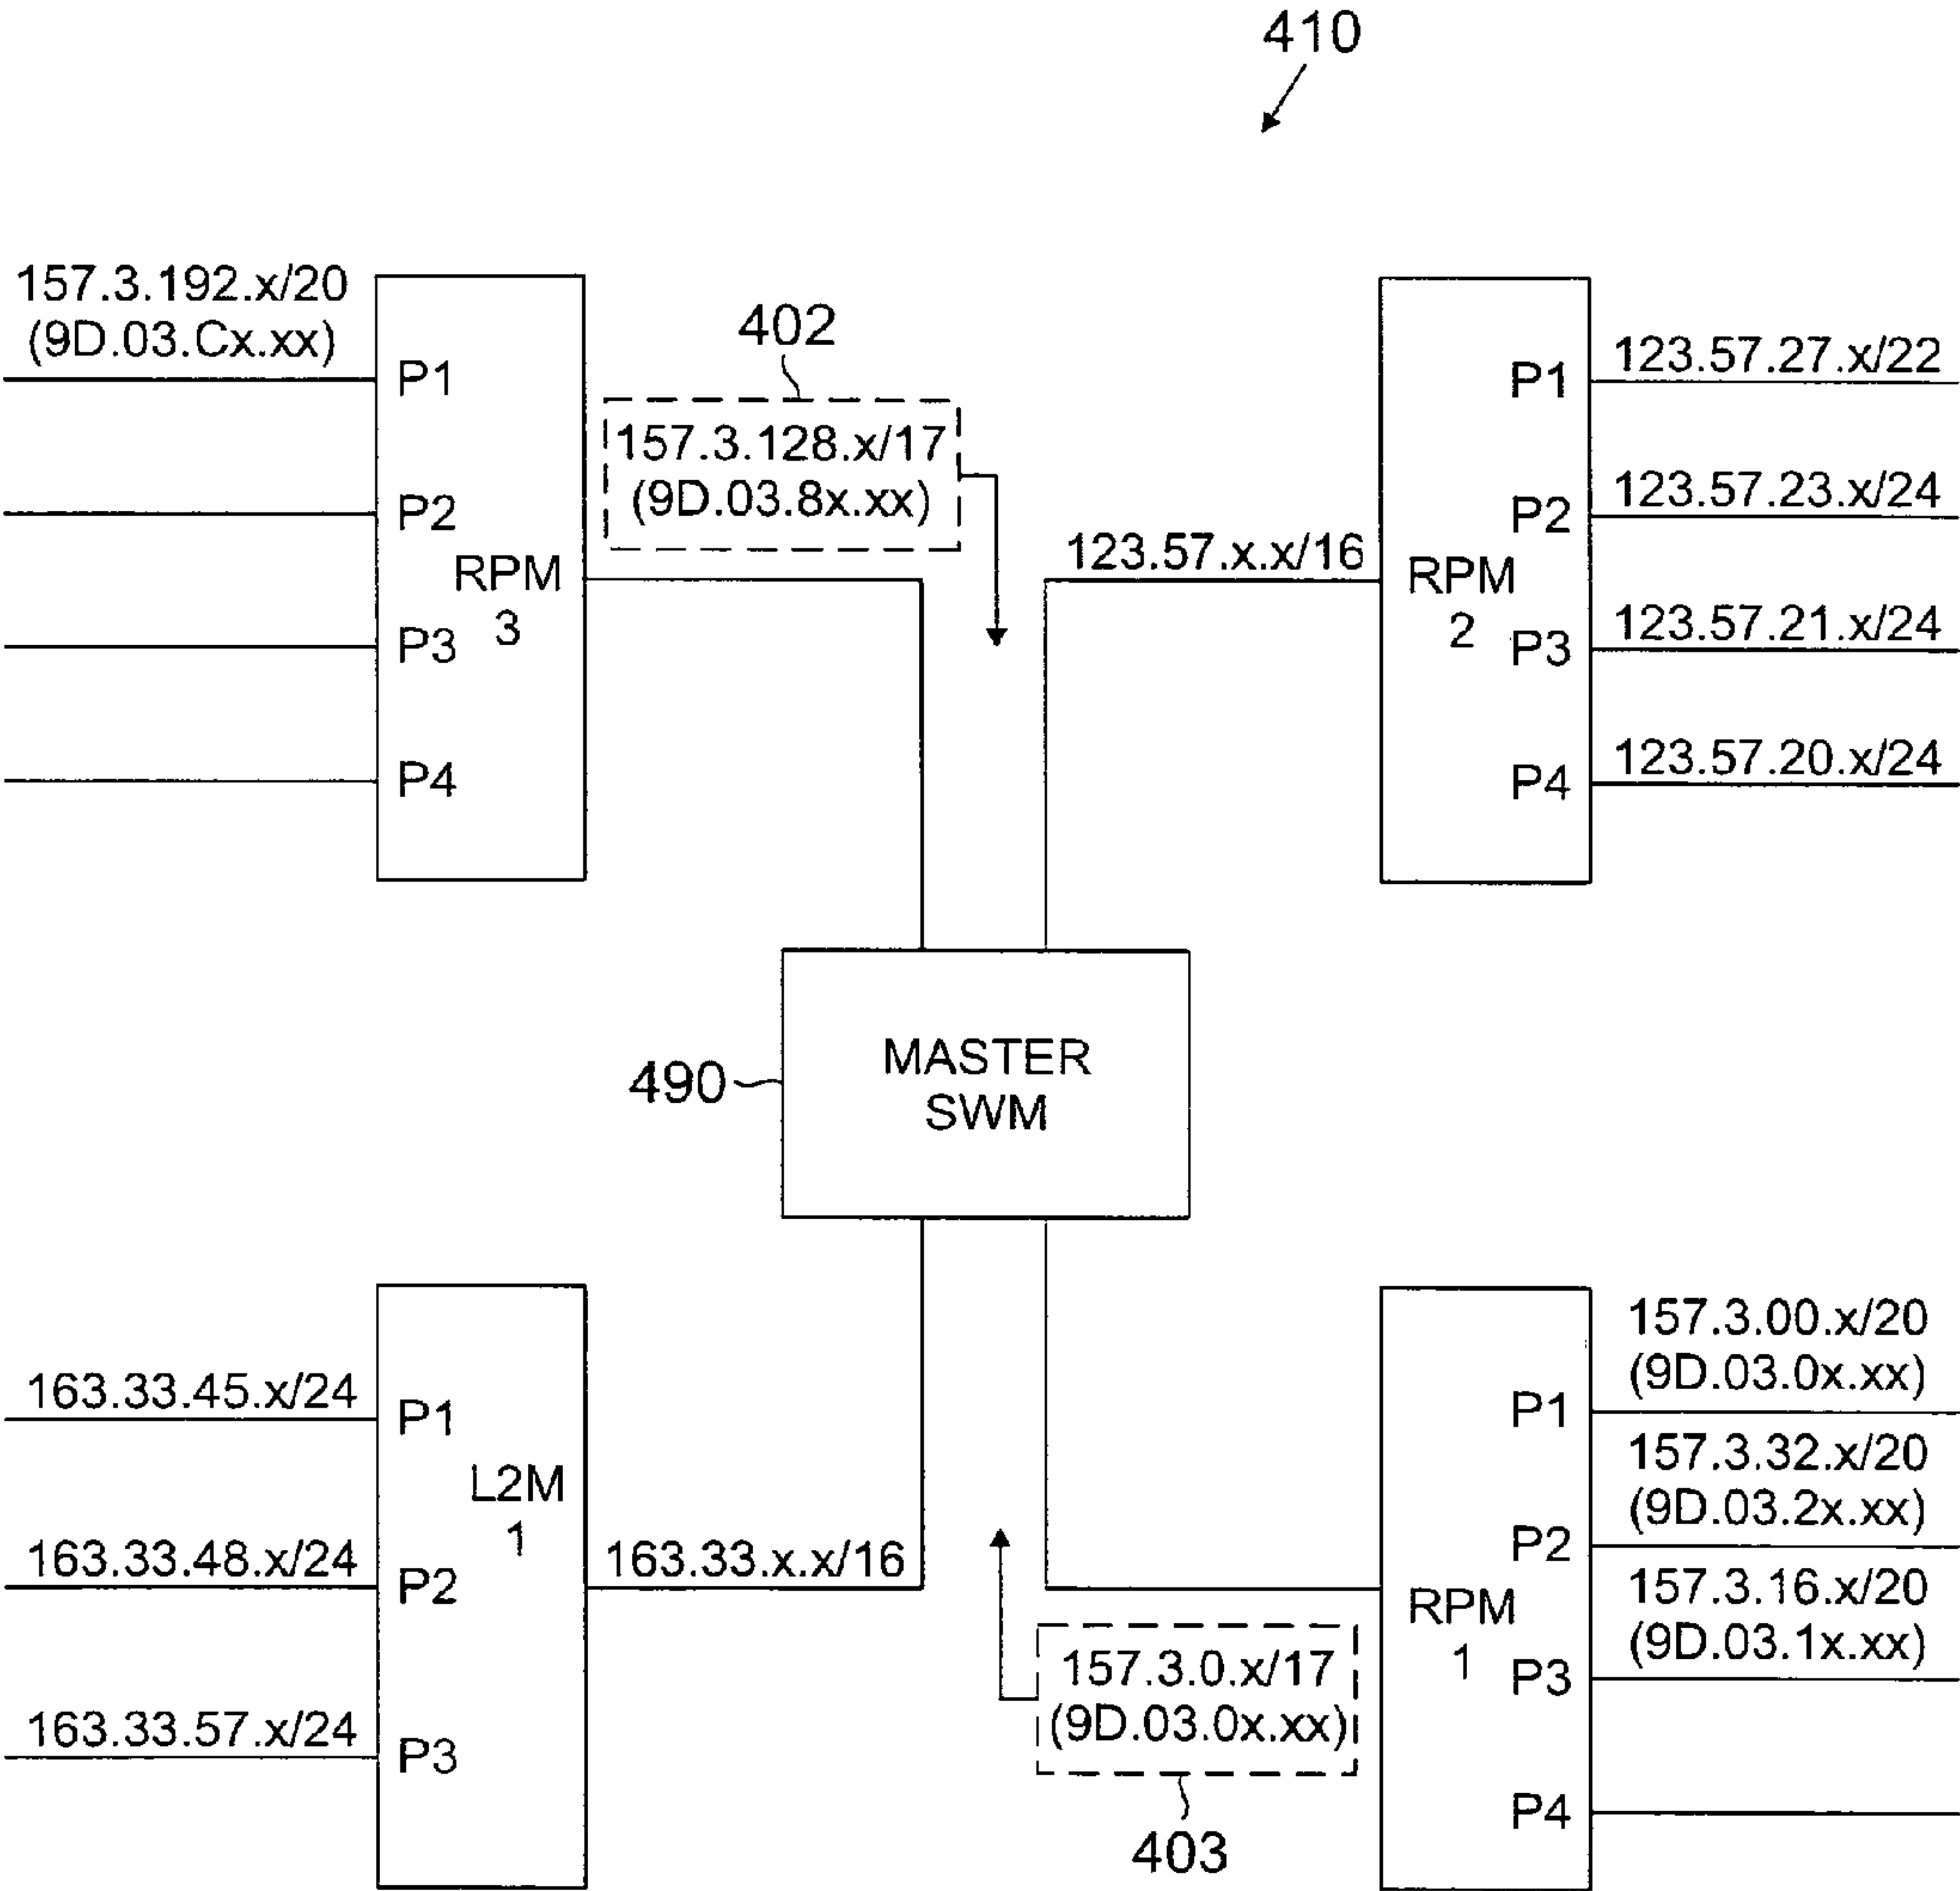 410
157.3.192.x/20
(9D.03.Cx.xx)
P1
P2
RPM
3
P3
P4
402
157.3.128.x/17
(9D.03.8x.xx)
123.57.x.x/16
P1
P2
RPM
2
P3
P4
123.57.27.x/22
123.57.23.x/24
123.57.21.x/24
123.57.20.x/24
490
MASTER
SWM
163.33.45.x/24
163.33.48.x/24
163.33.57.x/24
P1
L2M
1
P2
P3
163.33.x.x/16
157.3.0.x/17
(9D.03.0x.xx)
403
P1
P2
RPM
1
P3
P4
157.3.00.x/20
(9D.03.0x.xx)
157.3.32.x/20
(9D.03.2x.xx)
157.3.16.x/20
(9D.03.1x.xx)